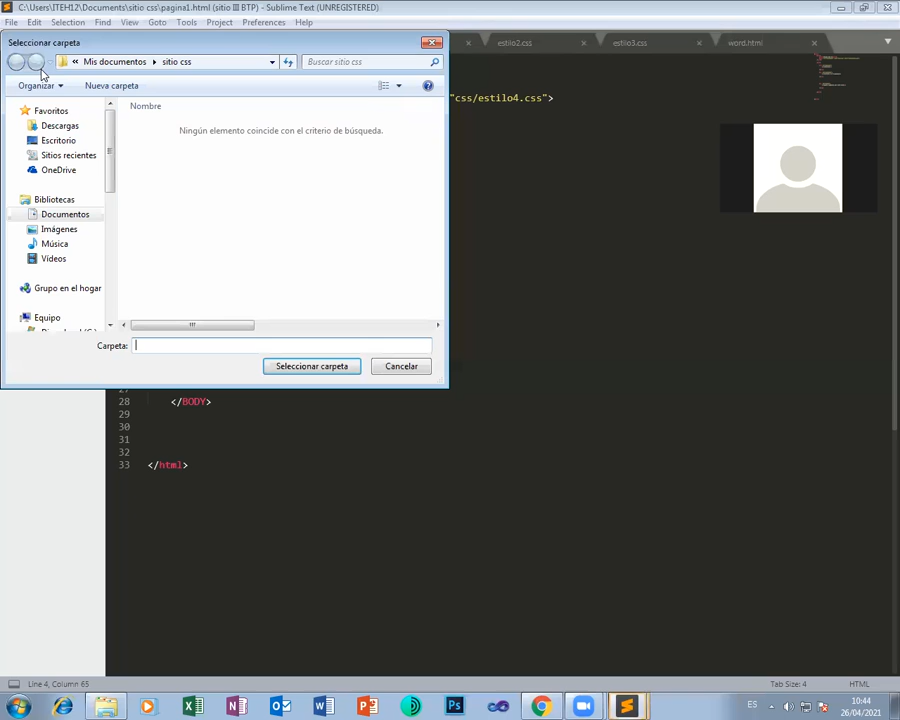 C:\Users\ITEH12\Documents\sitio css\pagina1.html (sitio III BTP) - Sublime Text (UNREGISTERED)
File Edit Selection Find View Goto Tools Project Preferences Help
estilo2.css × estilo3.css × word.html ×
Seleccionar carpeta
« Mis documentos ▸ sitio css
Buscar sitio css
Organizar Nueva carpeta
Nombre
Ningún elemento coincide con el criterio de búsqueda.
Favoritos
Descargas
Escritorio
Sitios recientes
OneDrive
Bibliotecas
Documentos
Imágenes
Música
Vídeos
Grupo en el hogar
Equipo
Carpeta:
Seleccionar carpeta Cancelar
"css/estilo4.css">
28 </BODY>
29
30
31
32
33 </html>
Line 4, Column 65
Tab Size: 4 HTML
ES
10:44
26/04/2021